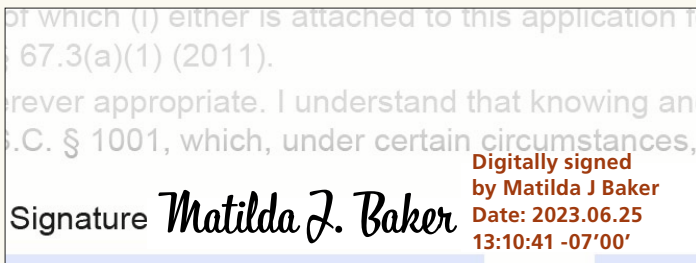 of which (I) either is attached to this application f
§ 67.3(a)(1) (2011).
erever appropriate. I understand that knowing an
S.C. § 1001, which, under certain circumstances,
Signature Matilda J. Baker
Digitally signed
by Matilda J Baker
Date: 2023.06.25
13:10:41 -07’00’